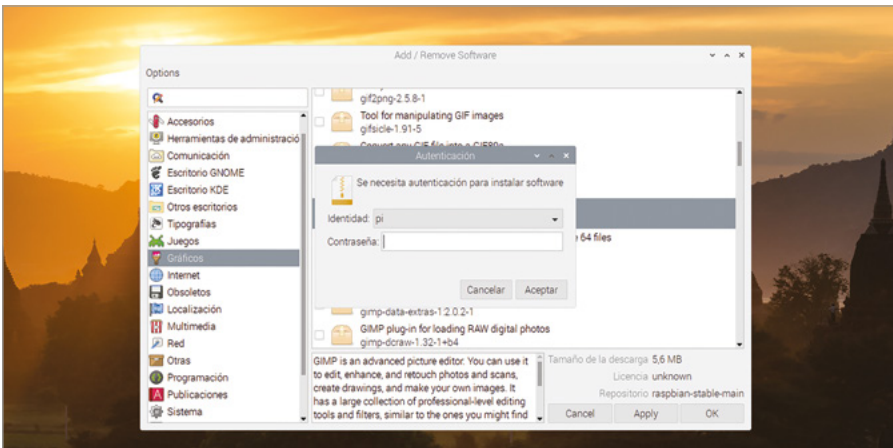 Add / Remove Software
Options
Accesorios
Herramientas de administració
Comunicación
Escritorio GNOME
Escritorio KDE
Otros escritorios
Tipografías
Juegos
Gráficos
Internet
Obsoletos
Localización
Multimedia
Red
Otras
Programación
Publicaciones
Sistema
gif2png-2.5.8-1
Tool for manipulating GIF images
gifsicle-1.91-5
Convert any GIF file into a GIF89a
Autenticación
Se necesita autenticación para instalar software
Identidad: pi
Contraseña:
Cancelar Aceptar
64 files
gimp-data-extras-1:2.0.2-1
GIMP plug-in for loading RAW digital photos
gimp-dcraw-1.32-1+b4
GIMP is an advanced picture editor. You can use it
to edit, enhance, and retouch photos and scans,
create drawings, and make your own images. It
has a large collection of professional-level editing
tools and filters, similar to the ones you might find
Tamaño de la descarga 5,6 MB
Licencia unknown
Repositorio raspbian-stable-main
Cancel Apply OK